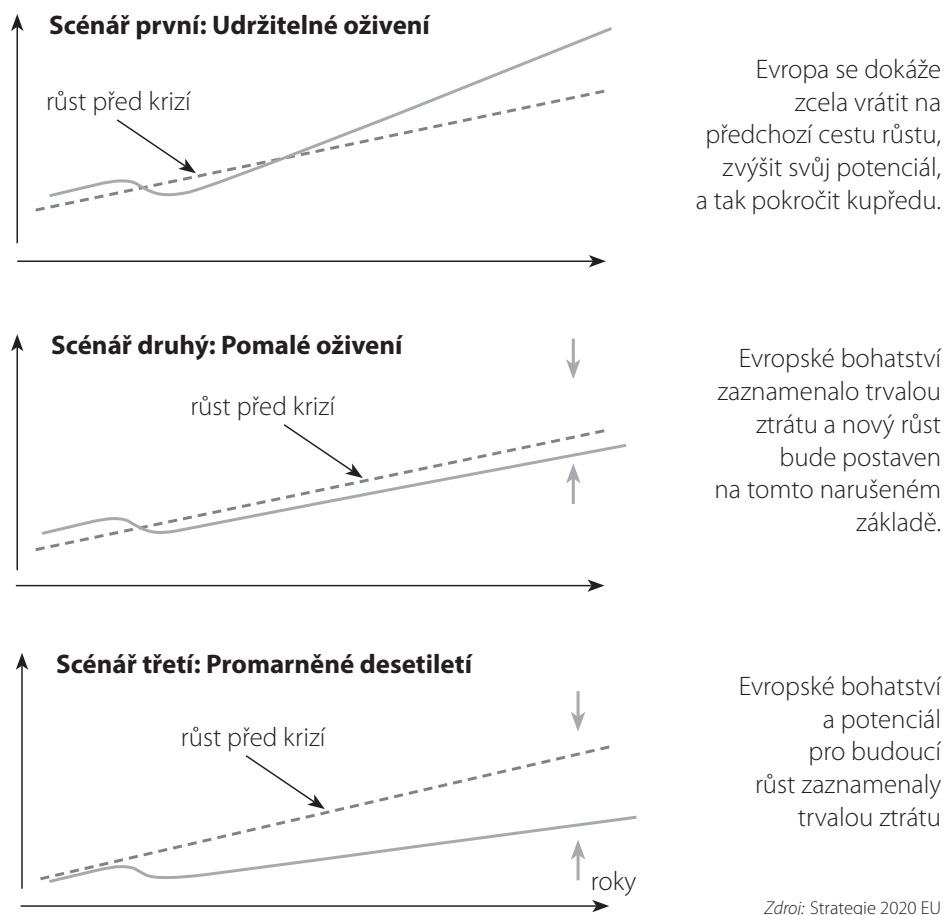 Scénář první: Udržitelné oživení
růst před krizí
Evropa se dokáže
zcela vrátit na
předchozí cestu růstu,
zvýšit svůj potenciál,
a tak pokročit kupředu.
Scénář druhý: Pomalé oživení
růst před krizí
Evropské bohatství
zaznamenalo trvalou
ztrátu a nový růst
bude postaven
na tomto narušeném
základě.
Scénář třetí: Promarněné desetiletí
růst před krizí
Evropské bohatství
a potenciál
pro budoucí
růst zaznamenaly
trvalou ztrátu
roky
Zdroj: Strategie 2020 EU